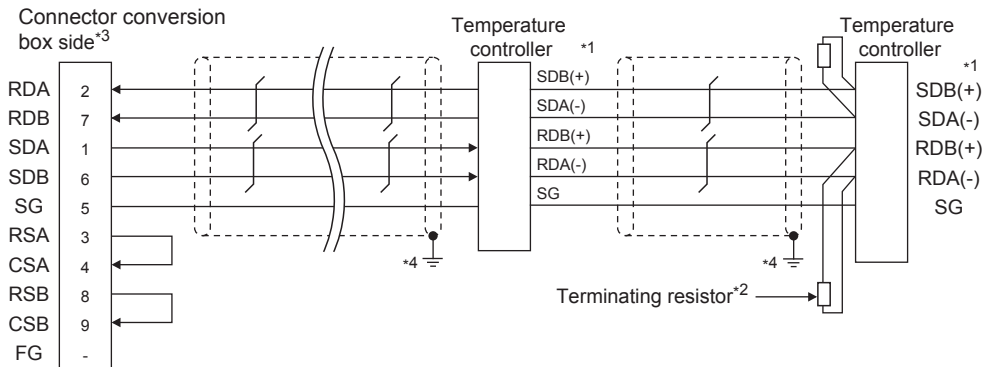 Connector conversion
box side*3
Temperature
controller *1
Temperature
controller
*1
RDA 2 SDB(+) SDB(+)
RDB 7 SDA(-) SDA(-)
SDA 1 RDB(+) RDB(+)
SDB 6 RDA(-) RDA(-)
SG 5 SG SG
RSA 3
CSA 4 *4 *4
RSB 8 Terminating resistor*2
CSB 9
FG -